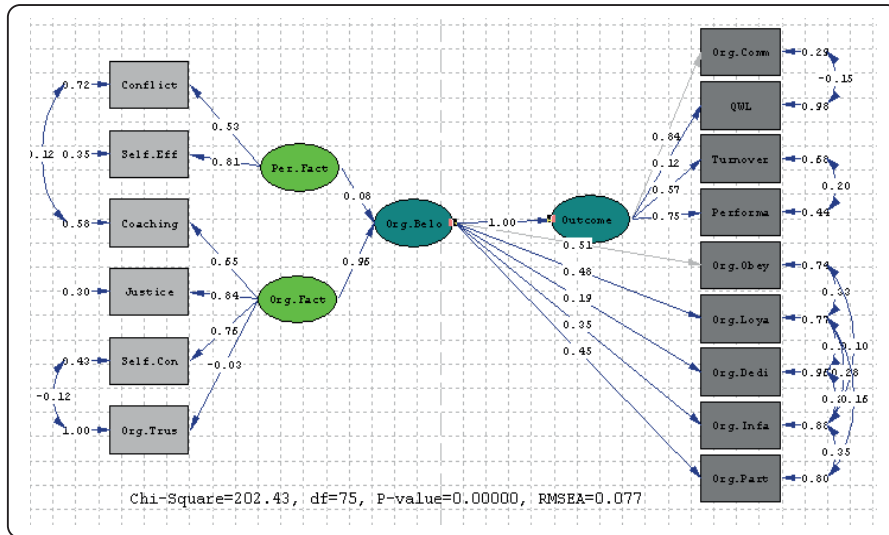 0.72
Conflict
0.12
0.35
Self.Eff
0.58
Coaching
0.30
Justice
0.43
Self.Con
-0.12
1.00
Org.Trus
0.53
0.81
Per.Fact
0.65
0.84
0.76
-0.03
Org.Fact
0.08
0.95
Org.Belo
1.00
Outcome
0.84
0.12
0.57
0.75
0.51
0.48
0.19
0.35
0.45
Org.Comm
0.29
-0.15
QWL
0.98
Turnover
0.68
0.20
Performa
0.44
Org.Obey
0.74
0.33
Org.Loya
0.77
0.10
Org.Dedi
0.28
0.16
Org.Infa
0.88
0.35
Org.Part
0.80
Chi-Square=202.43, df=75, P-value=0.00000, RMSEA=0.077